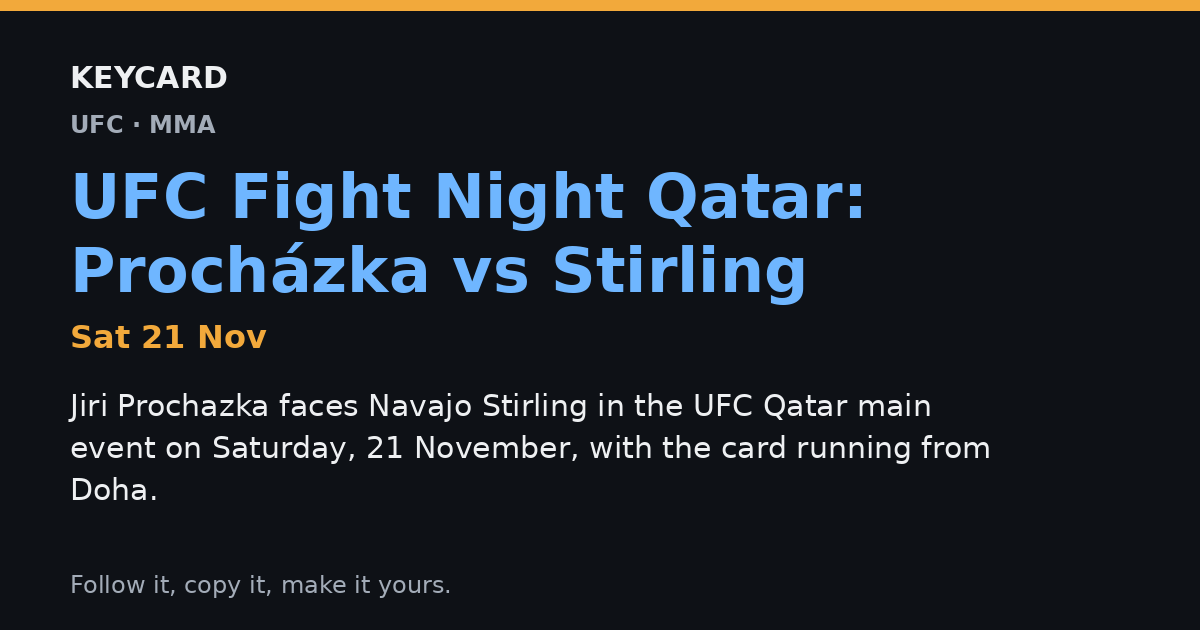 KEYCARD
UFC · MMA
UFC Fight Night Qatar:
Procházka vs Stirling
Sat 21 Nov
Jiri Prochazka faces Navajo Stirling in the UFC Qatar main
event on Saturday, 21 November, with the card running from
Doha.
Follow it, copy it, make it yours.